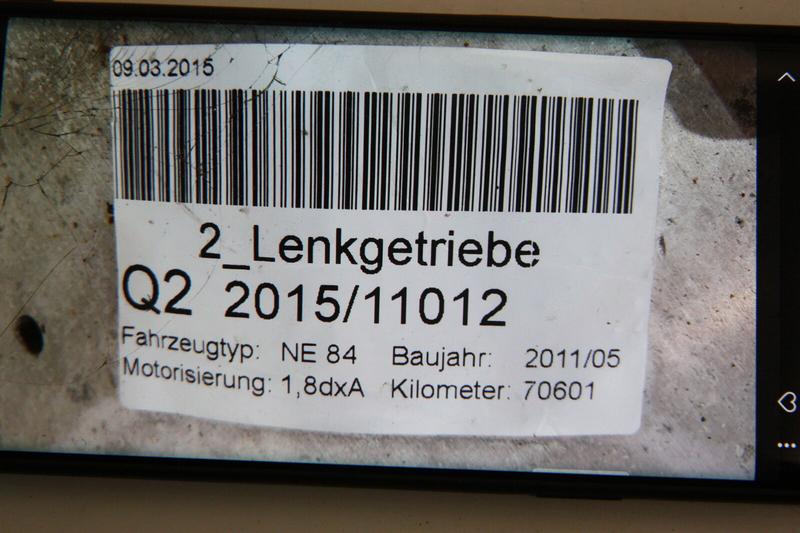 09.03.2015
2_Lenkgetriebe
Q2 2015/11012
Fahrzeugtyp: NE 84 Baujahr: 2011/05
Motorisierung: 1,8dxA Kilometer: 70601